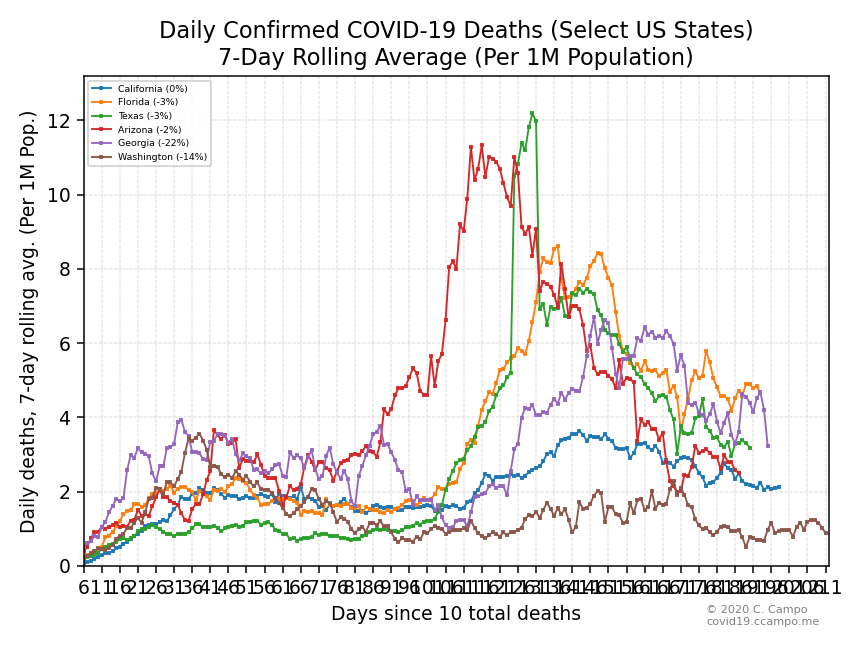 Daily Confirmed COVID-19 Deaths (Select US States)
7-Day Rolling Average (Per 1M Population)
Daily deaths, 7-day rolling avg. (Per 1M Pop.)
12
10
8
6
4
2
0
California (0%)
Florida (-3%)
Texas (-3%)
Arizona (-2%)
Georgia (-22%)
Washington (-14%)
Days since 10 total deaths
© 2020 C. Campo
covid19.ccampo.me